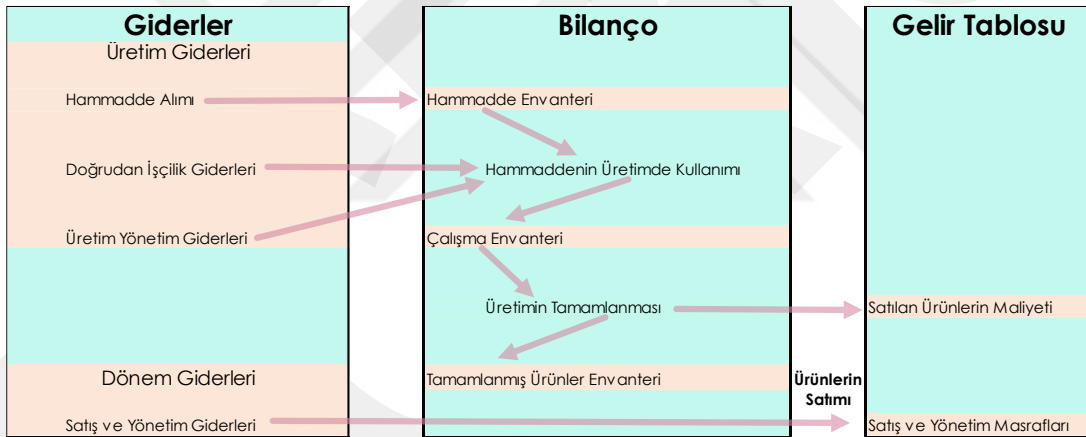 Giderler
Üretim Giderleri
Hammadde Alımı
Doğrudan İşçilik Giderleri
Üretim Yönetim Giderleri
Dönem Giderleri
Satış ve Yönetim Giderleri
Bilanço
Hammadde Envanteri
Hammaddenin Üretimde Kullanımı
Çalışma Envanteri
Üretimin Tamamlanması
Tamamlanmış Ürünler Envanteri
Ürünlerin
Satımı
Gelir Tablosu
Satılan Ürünlerin Maliyeti
Satış ve Yönetim Masrafları